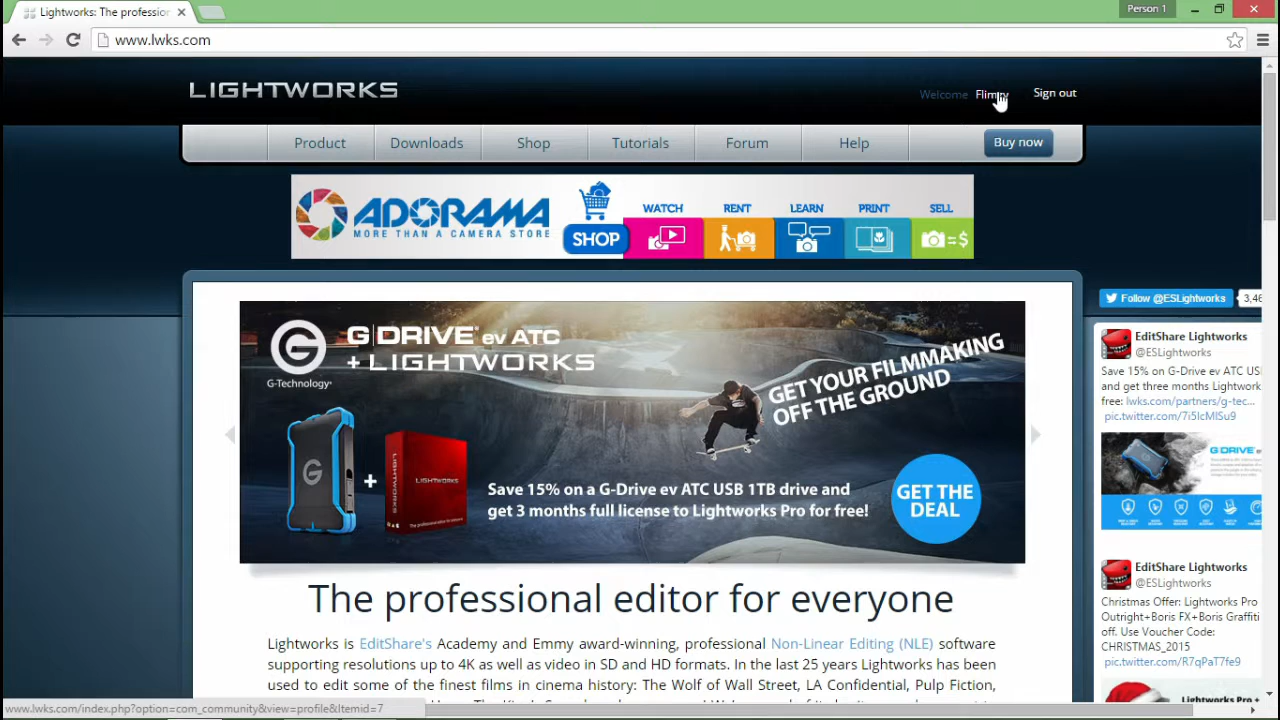 Lightworks: The profession
Person 1
www.lwks.com
LIGHTWORKS
Welcome
Sign out
Product
Downloads
Shop
Tutorials
Forum
Help
Buy now
ADORAMA
MORE THAN A CAMERA STORE
SHOP
WATCH
RENT
LEARN
PRINT
SELL
G-Technology
G|DRIVE ev ATC
+ LIGHTWORKS
GET YOUR FILMMAKING
OFF THE GROUND
LIGHTWORKS
Save 15% on a G-Drive ev ATC USB 1TB drive and
get 3 months full license to Lightworks Pro for free!
GET THE
DEAL
The professional editor for everyone
Lightworks is EditShare's Academy and Emmy award-winning, professional Non-Linear Editing (NLE) software
supporting resolutions up to 4K as well as video in SD and HD formats. In the last 25 years Lightworks has been
used to edit some of the finest films in cinema history: The Wolf of Wall Street, LA Confidential, Pulp Fiction,
Follow @ESLightworks
3,46
EditShare Lightworks
@ESLightworks
Save 15% on G-Drive ev ATC USB
and get three months Lightwork
free: lwks.com/partners/g-tec...
pic.twitter.com/7i5IcMlSu9
EditShare Lightworks
@ESLightworks
Christmas Offer: Lightworks Pro
Outright+Boris FX+Boris Graffiti
off. Use Voucher Code:
CHRISTMAS_2015
pic.twitter.com/R7qPaT7fe9
Lightworks Pro +
www.lwks.com/index.php?option=com_community&view=profile&Itemid=7